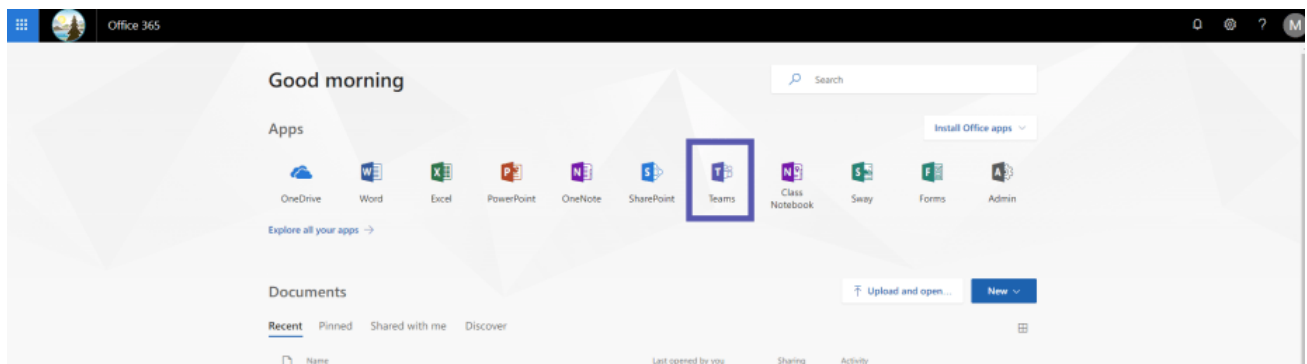 Office 365
?
M
Good morning
Search
Apps
Install Office apps
OneDrive
Word
Excel
PowerPoint
OneNote
SharePoint
Teams
Class
Notebook
Sway
Forms
Admin
Explore all your apps →
Documents
Upload and open...
New
Recent
Pinned
Shared with me
Discover
Name
Last opened by you
Sharing
Activity